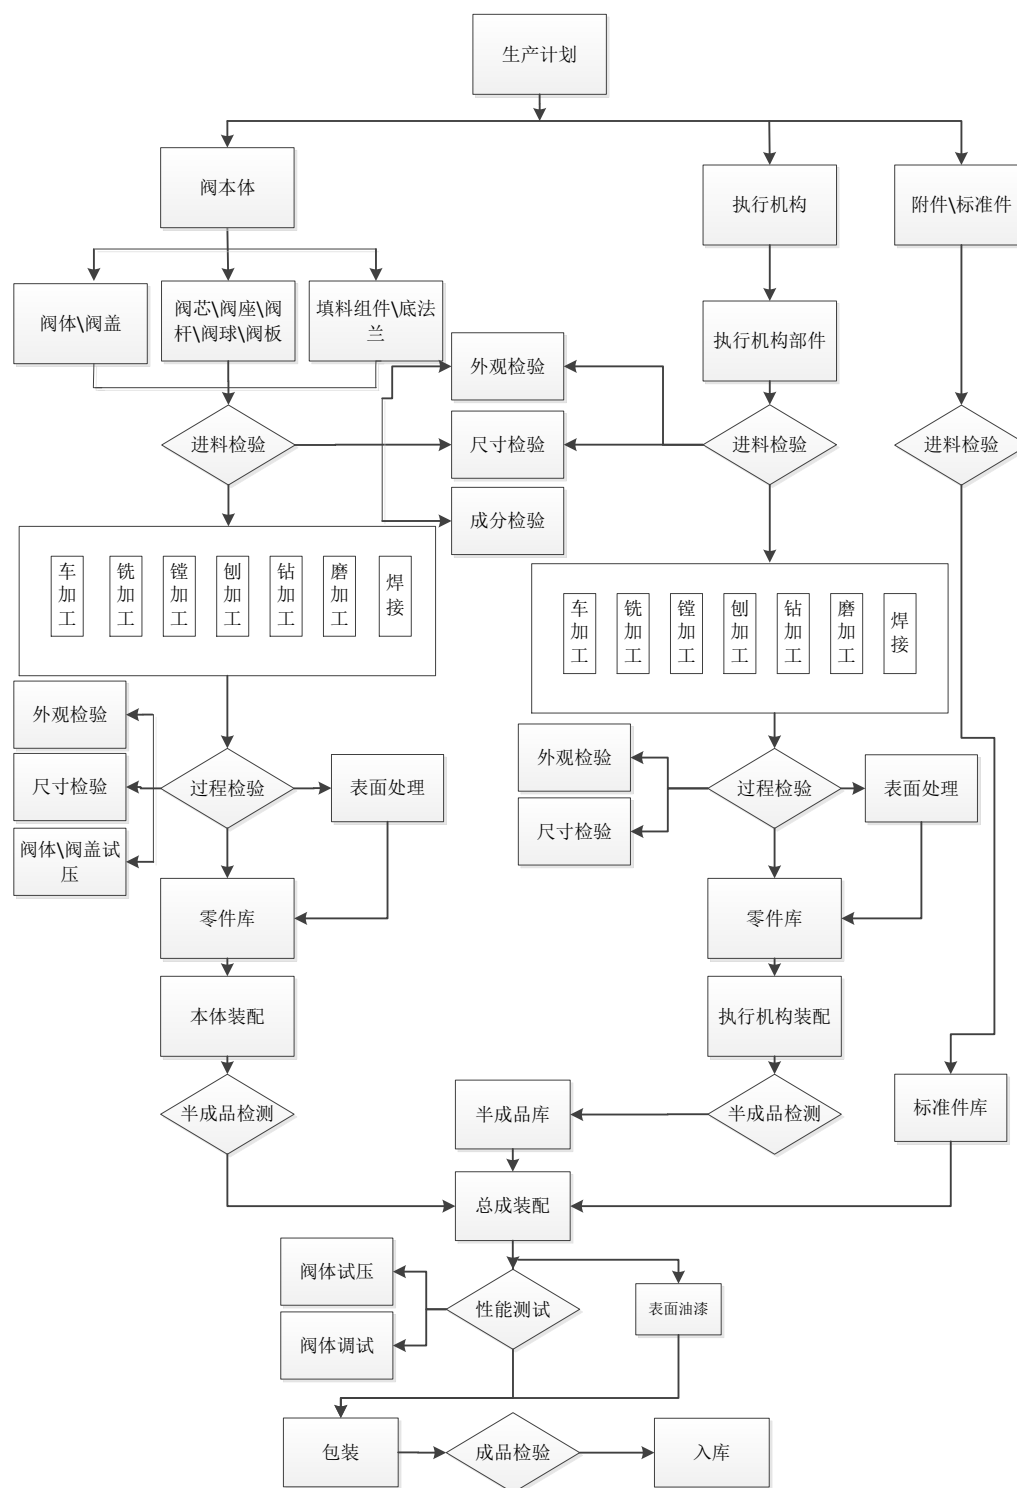 生产计划
阀本体
执行机构
附件\标准件
阀体\阀盖
阀芯\阀座\阀
杆\阀球\阀板
填料组件\底法
兰
执行机构部件
外观检验
尺寸检验
成分检验
进料检验
进料检验
进料检验
车加工
铣加工
镗加工
刨加工
钻加工
磨加工
焊接
车加工
铣加工
镗加工
刨加工
钻加工
磨加工
焊接
外观检验
尺寸检验
阀体\阀盖试
压
过程检验
表面处理
外观检验
尺寸检验
过程检验
表面处理
零件库
零件库
本体装配
执行机构装配
半成品检测
半成品库
半成品检测
标准件库
总成装配
阀体试压
阀体调试
性能测试
表面油漆
包装
成品检验
入库